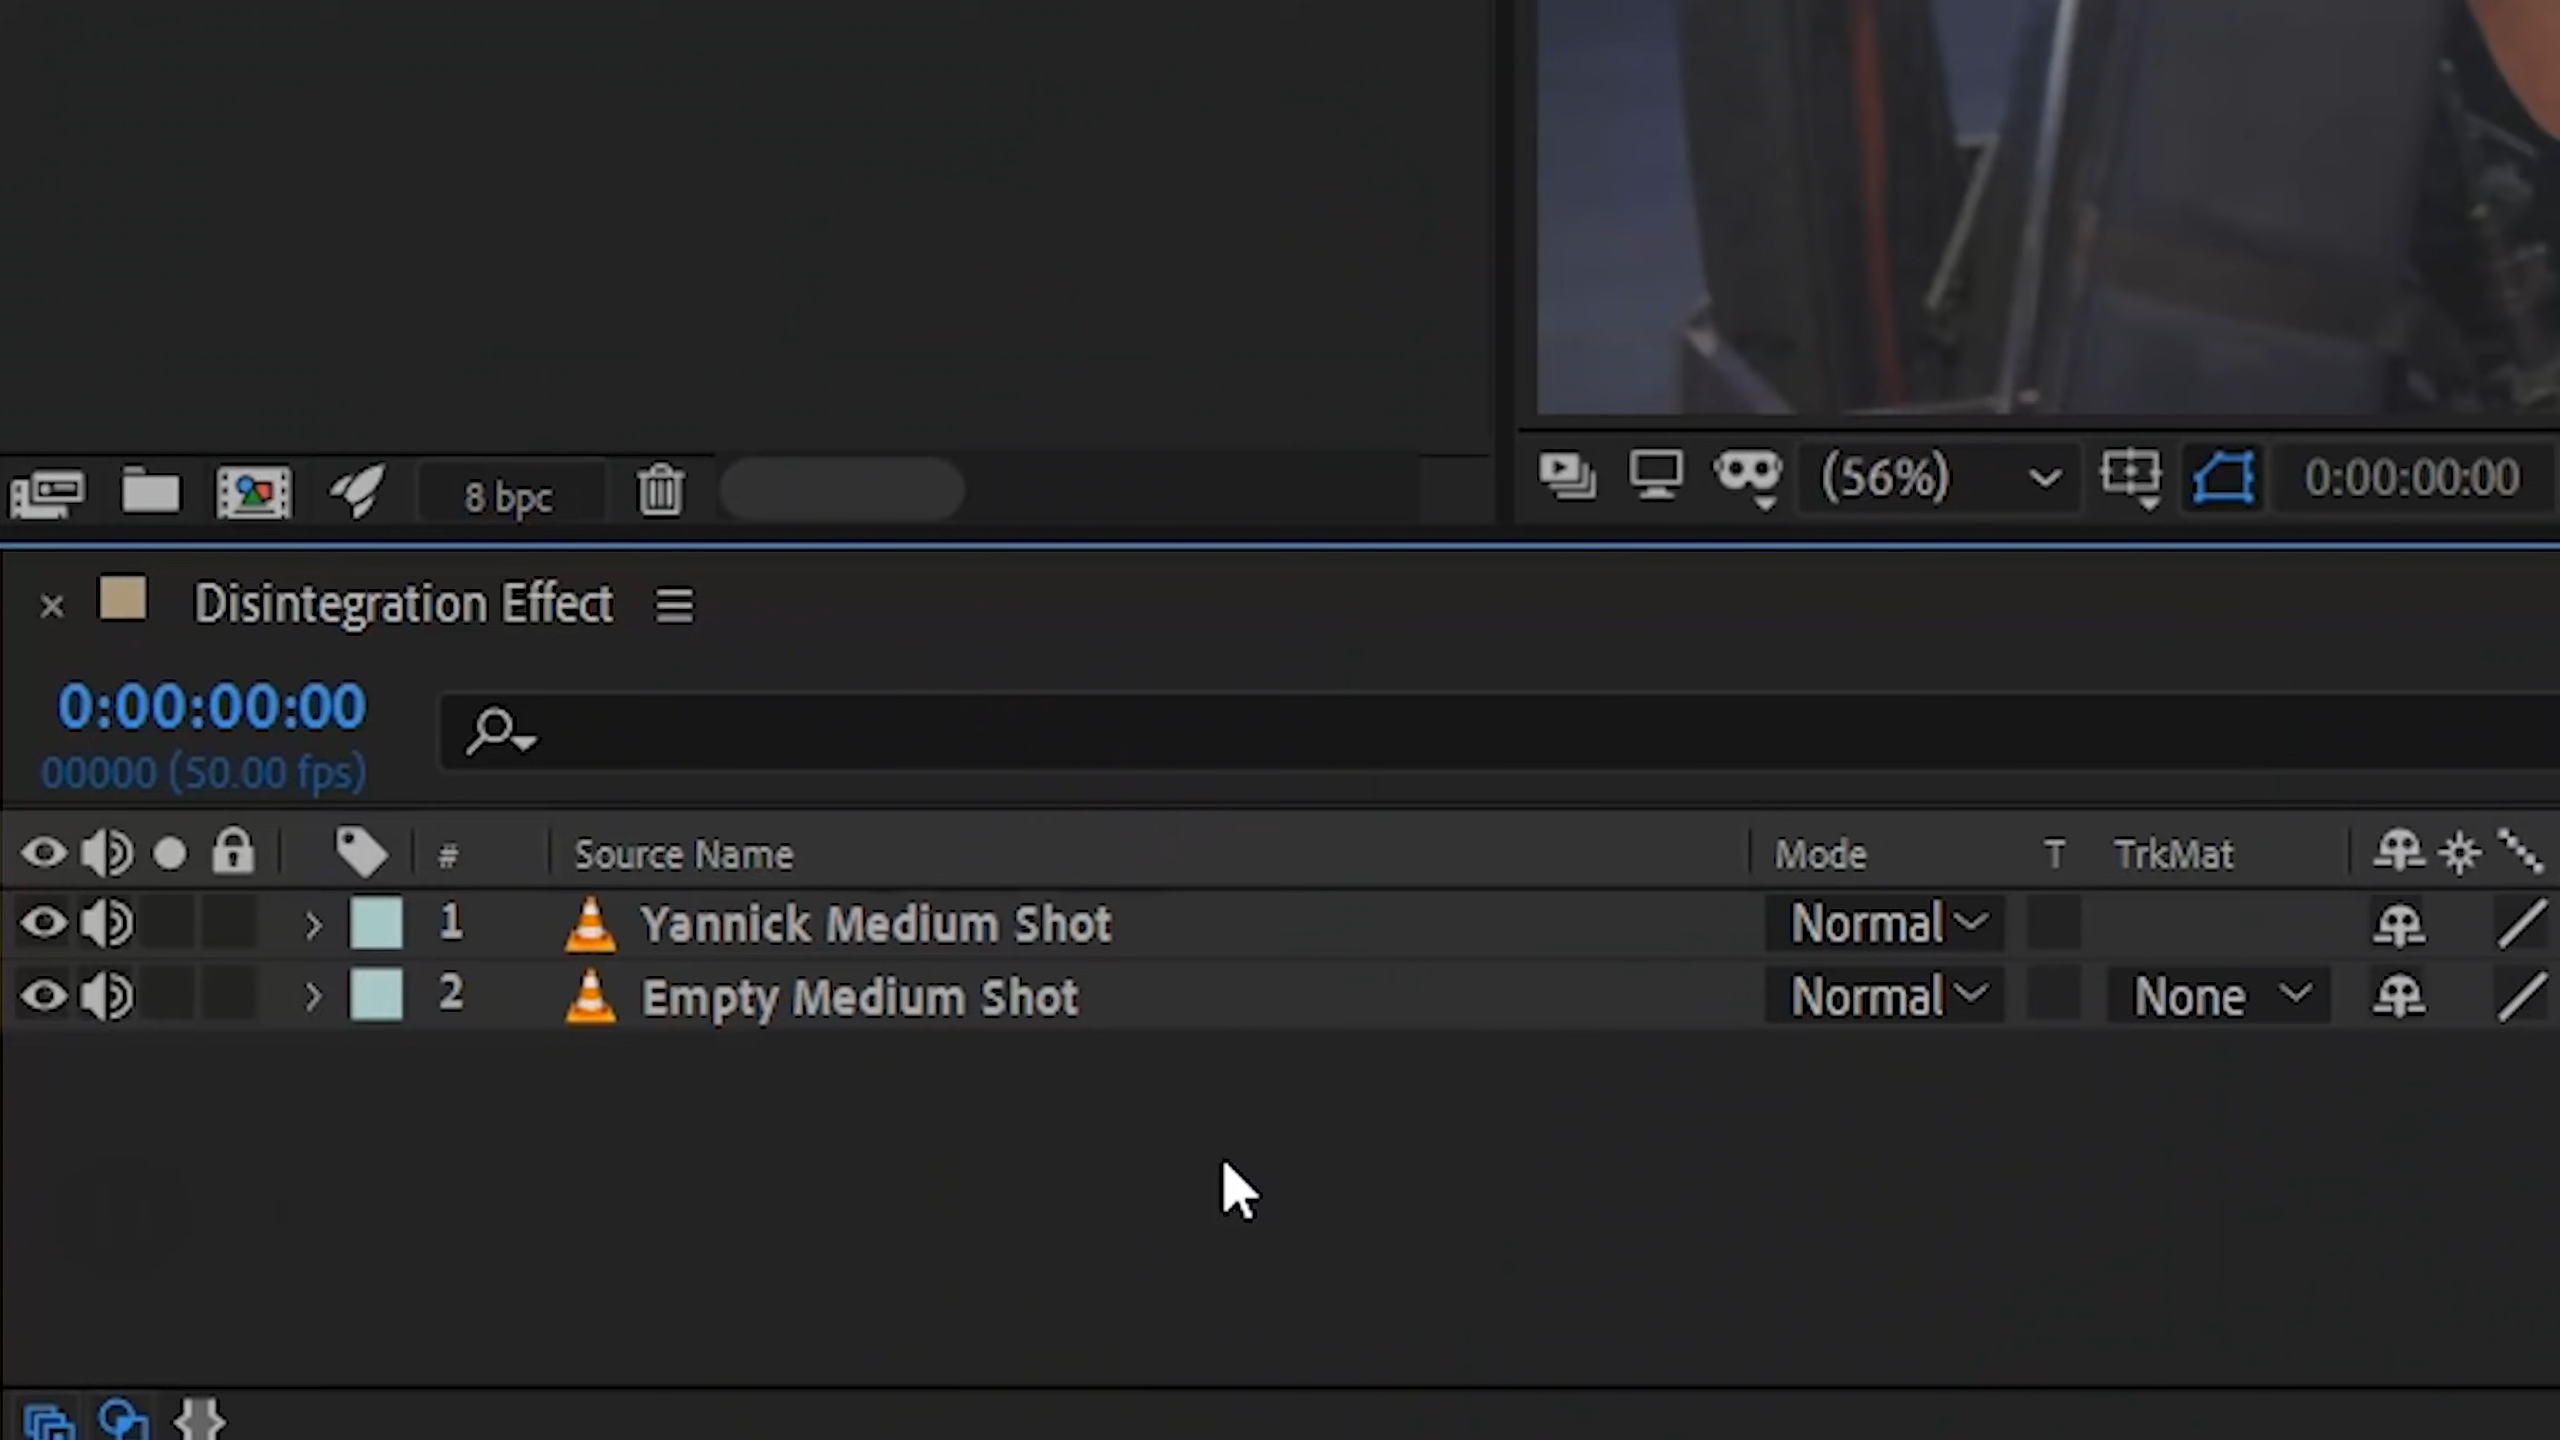 8 bpc
(56%)
0:00:00:00
Disintegration Effect
0:00:00:00
00000 (50.00 fps)
# Source Name Mode T TrkMat
1 Yannick Medium Shot Normal
2 Empty Medium Shot Normal None